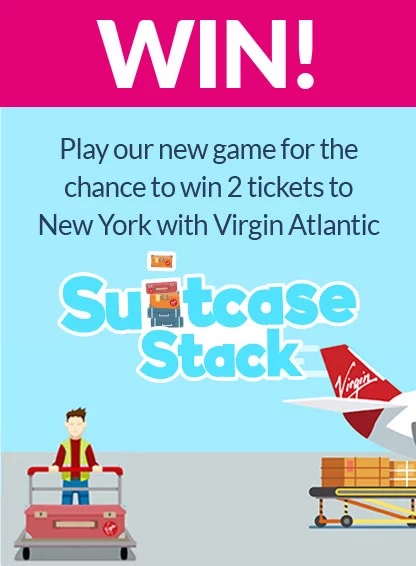 WIN!
Play our new game for the
chance to win 2 tickets to
New York with Virgin Atlantic
Suitcase
Stack
Virgin